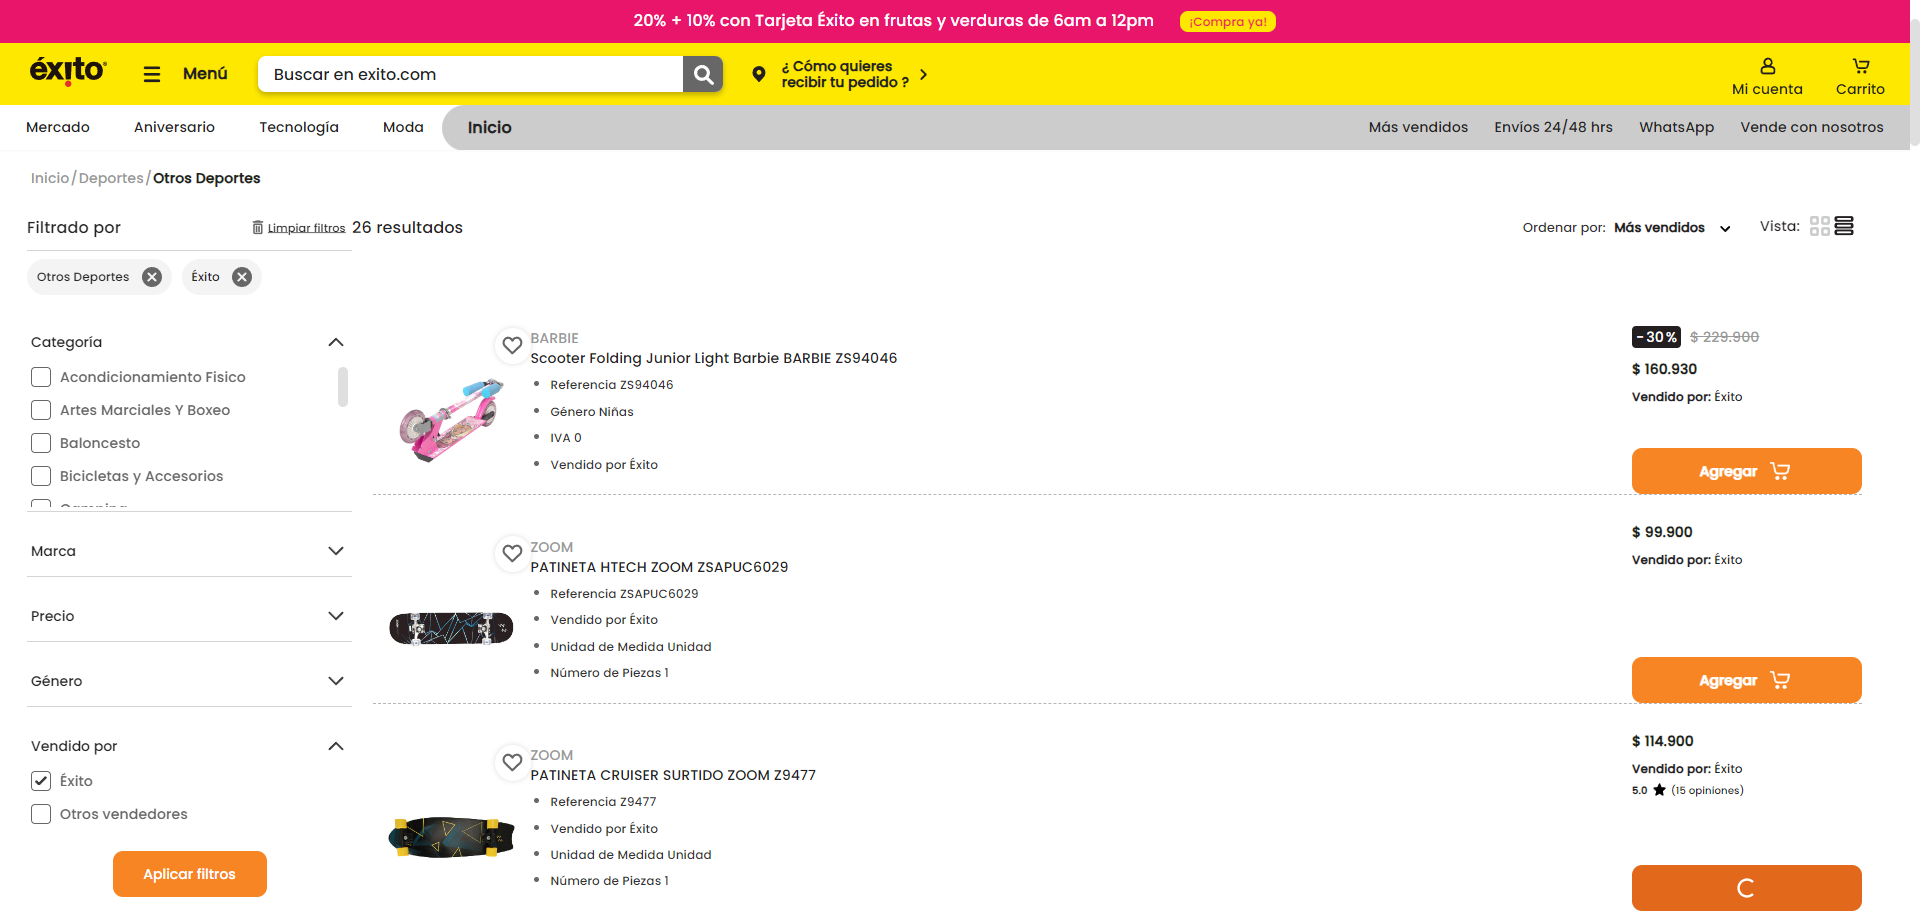 20% + 10% con Tarjeta Éxito en frutas y verduras de 6am a 12pm
¡Compra ya!
éxito
Menú
Buscar en exito.com
¿ Cómo quieres
recibir tu pedido ?
Mi cuenta
Carrito
Mercado
Aniversario
Tecnología
Moda
Inicio
Más vendidos
Envíos 24/48 hrs
WhatsApp
Vende con nosotros
Inicio/Deportes/Otros Deportes
Filtrado por
Limpiar filtros
26 resultados
Ordenar por: Más vendidos
Vista:
Otros Deportes
Éxito
Categoría
Acondicionamiento Fisico
Artes Marciales Y Boxeo
Baloncesto
Bicicletas y Accesorios
Marca
Precio
Género
Vendido por
Éxito
Otros vendedores
Aplicar filtros
BARBIE
Scooter Folding Junior Light Barbie BARBIE ZS94046
Referencia ZS94046
Género Niñas
IVA 0
Vendido por Éxito
-30%
$ 229.900
$ 160.930
Vendido por: Éxito
Agregar
ZOOM
PATINETA HTECH ZOOM ZSAPUC6029
Referencia ZSAPUC6029
Vendido por Éxito
Unidad de Medida Unidad
Número de Piezas 1
$ 99.900
Vendido por: Éxito
Agregar
ZOOM
PATINETA CRUISER SURTIDO ZOOM Z9477
Referencia Z9477
Vendido por Éxito
Unidad de Medida Unidad
Número de Piezas 1
$ 114.900
Vendido por: Éxito
5.0
(15 opiniones)